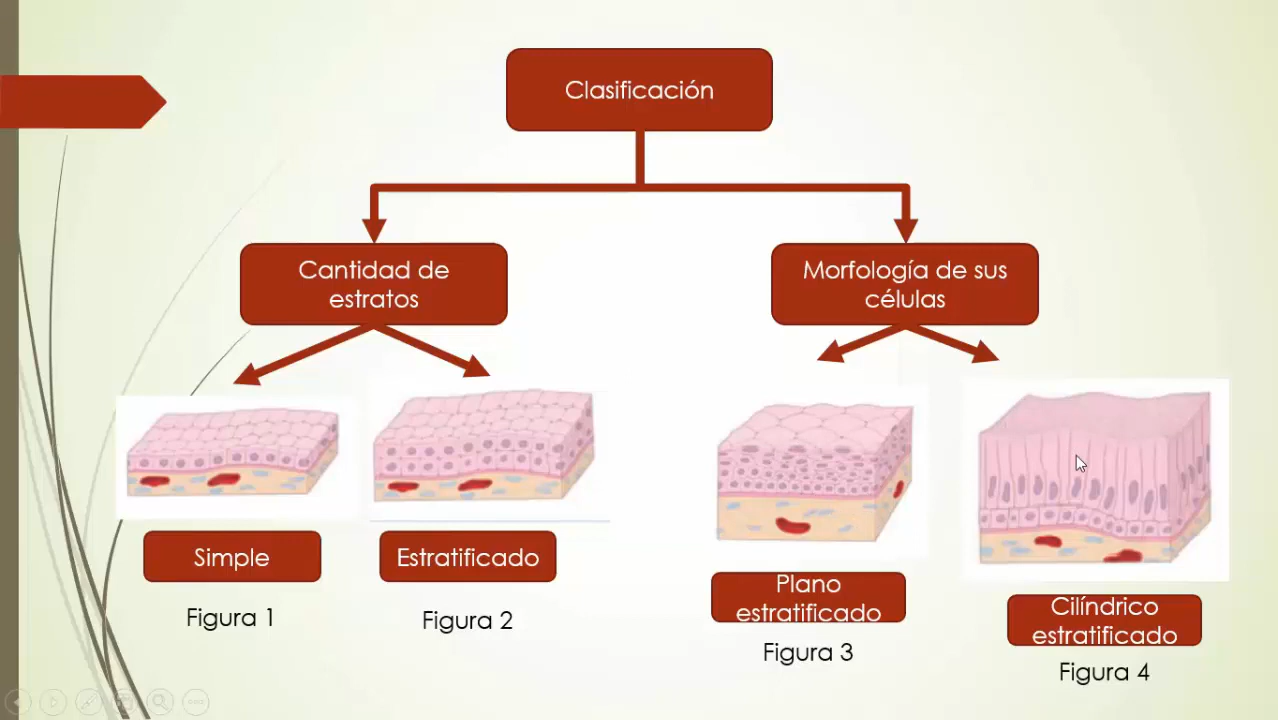 Clasificación
Cantidad de
estratos
Morfología de sus
células
Simple
Figura 1
Estratificado
Figura 2
Plano
estratificado
Figura 3
Cilíndrico
estratificado
Figura 4